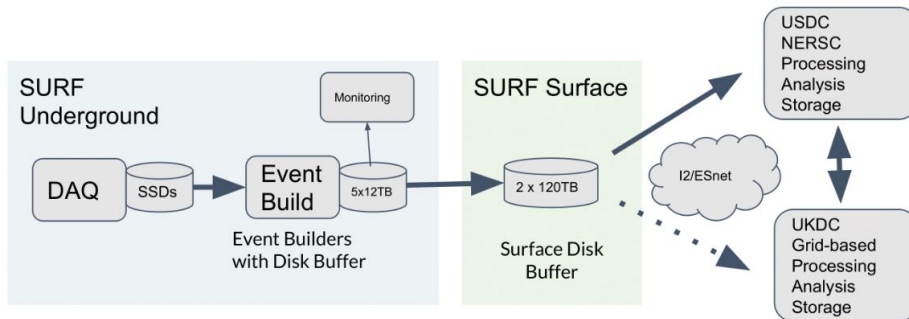 SURF
Underground
Monitoring
DAQ
SSDs
Event
Build
5x12TB
Event Builders
with Disk Buffer
SURF Surface
2 x 120TB
Surface Disk
Buffer
I2/ESnet
USDC
NERSC
Processing
Analysis
Storage
UKDC
Grid-based
Processing
Analysis
Storage